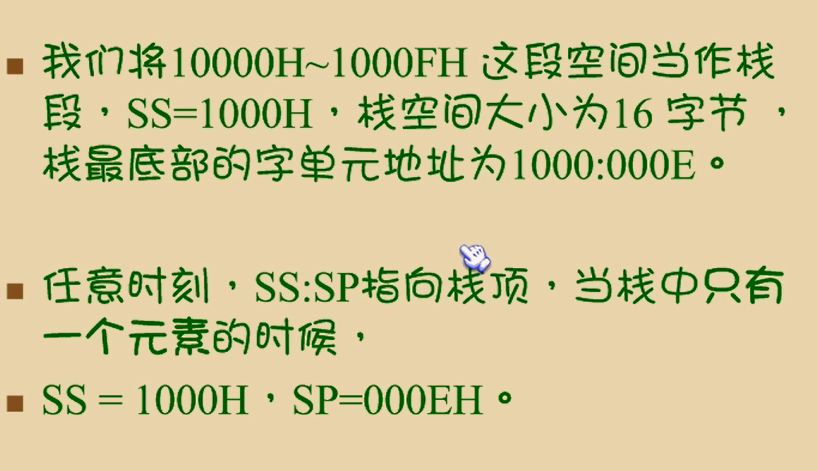 我们将10000H~1000FH 这段空间当作栈
段，SS=1000H，栈空间大小为16 字节 ，
栈最底部的字单元地址为1000:000E。
任意时刻，SS:SP指向栈顶，当栈中只有
一个元素的时候，
SS = 1000H，SP=000EH。